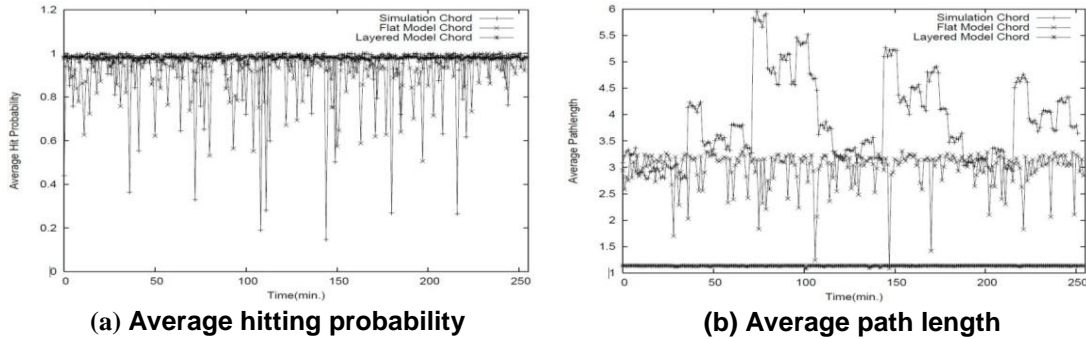 Simulation Chord
Flat Model Chord
Layered Model Chord
Average Hit Probability
1.2
1
0.8
0.6
0.4
0.2
0
0
50
100
150
200
250
Time(min.)
(a) Average hitting probability
Simulation Chord
Flat Model Chord
Layered Model Chord
Average Pathlength
6
5.5
5
4.5
4
3.5
3
2.5
2
1.5
1
0
50
100
150
200
250
Time(min.)
(b) Average path length